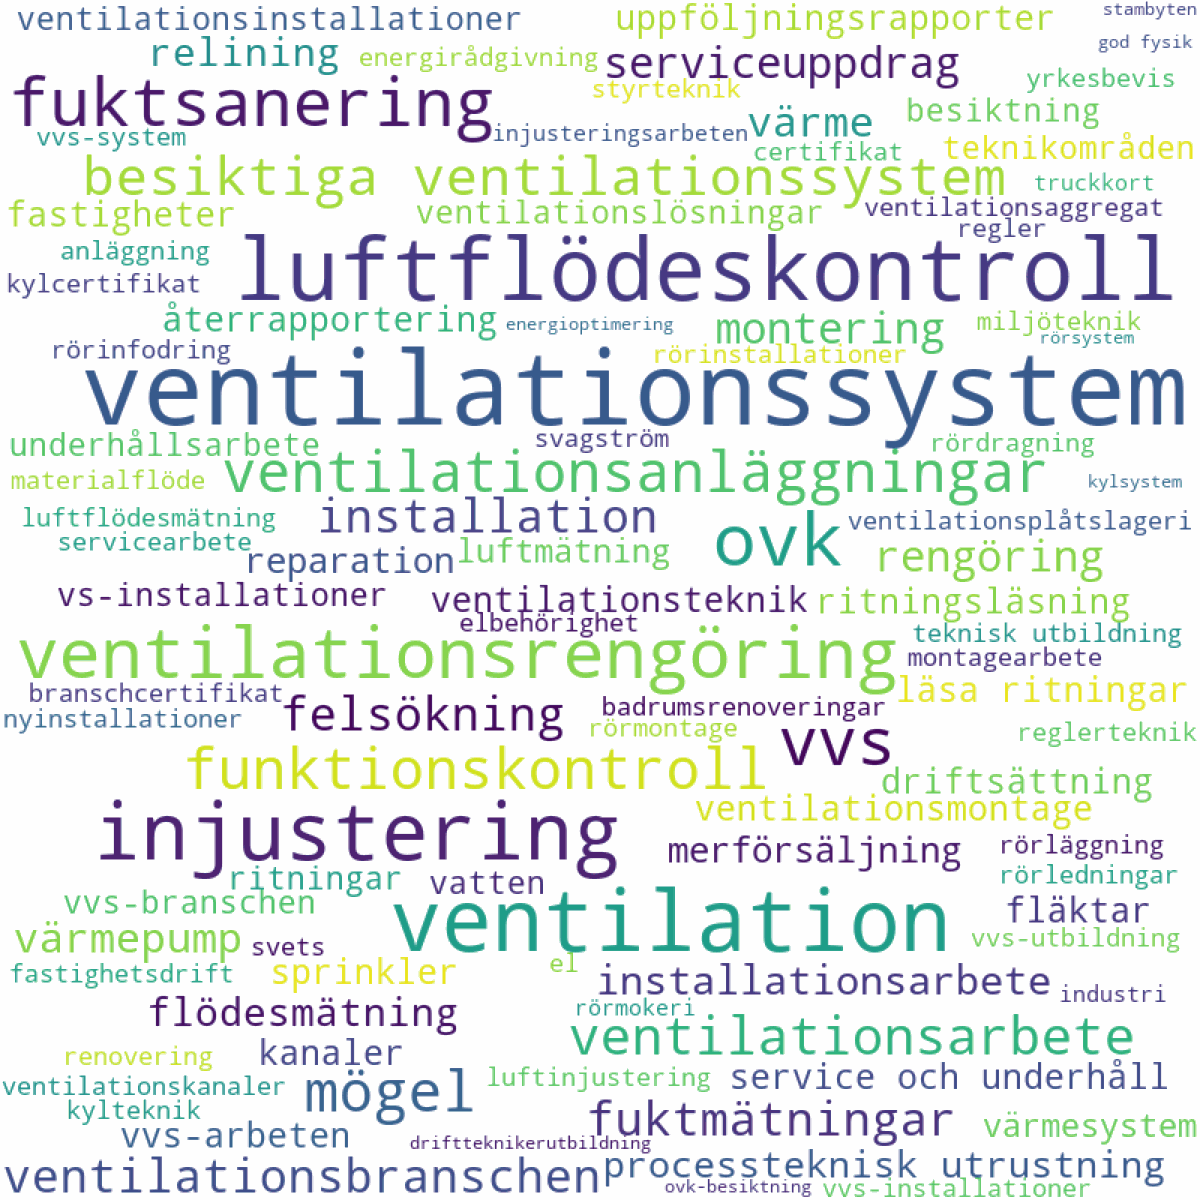 ventilationsinstallationer
uppföljningsrapporter
stambyten
relining
energirådgivning
serviceuppdrag
god fysik
fuktsanering
styrteknik
yrkesbevis
vvs-system
injusteringsarbeten
värme
besiktning
certifikat
teknikområden
besiktiga ventilationssystem
truckkort
fastigheter
ventilationslösningar
ventilationsaggregat
regler
anläggning
luftflödeskontroll
kylcertifikat
återrapportering
energioptimering
montering
miljöteknik
rörsystem
rörinfodring
rörinstallationer
ventilationssystem
underhållsarbete
svagström
rördragning
materialflöde
ventilationsanläggningar
kylsystem
luftflödesmätning
installation
ovk
ventilationsplåtslageri
servicearbete
reparation
luftmätning
rengöring
vs-installationer
ventilationsteknik
ritningsläsning
elbehörighet
teknisk utbildning
ventilationsrengöring
montagearbete
branschcertifikat
läsa ritningar
nyinstallationer
felsökning
badrumsrenoveringar
rörmontage
vvs
reglerteknik
funktionskontroll
driftsättning
injustering
ventilationsmontage
merförsäljning
rörläggning
ritningar
vatten
rörledningar
vvs-branschen
ventilation
fläktar
värmepump
svets
vvs-utbildning
fastighetsdrift
sprinkler
el
installationsarbete
industri
flödesmätning
rörmokeri
renovering
kanaler
ventilationsarbete
ventilationskanaler
mögel
luftinjustering
service och underhåll
kylteknik
vvs-arbeten
driftteknikerutbildning
fuktmätningar
värmesystem
ventilationsbranschen
processteknisk utrustning
ovk-besiktning
vvs-installationer